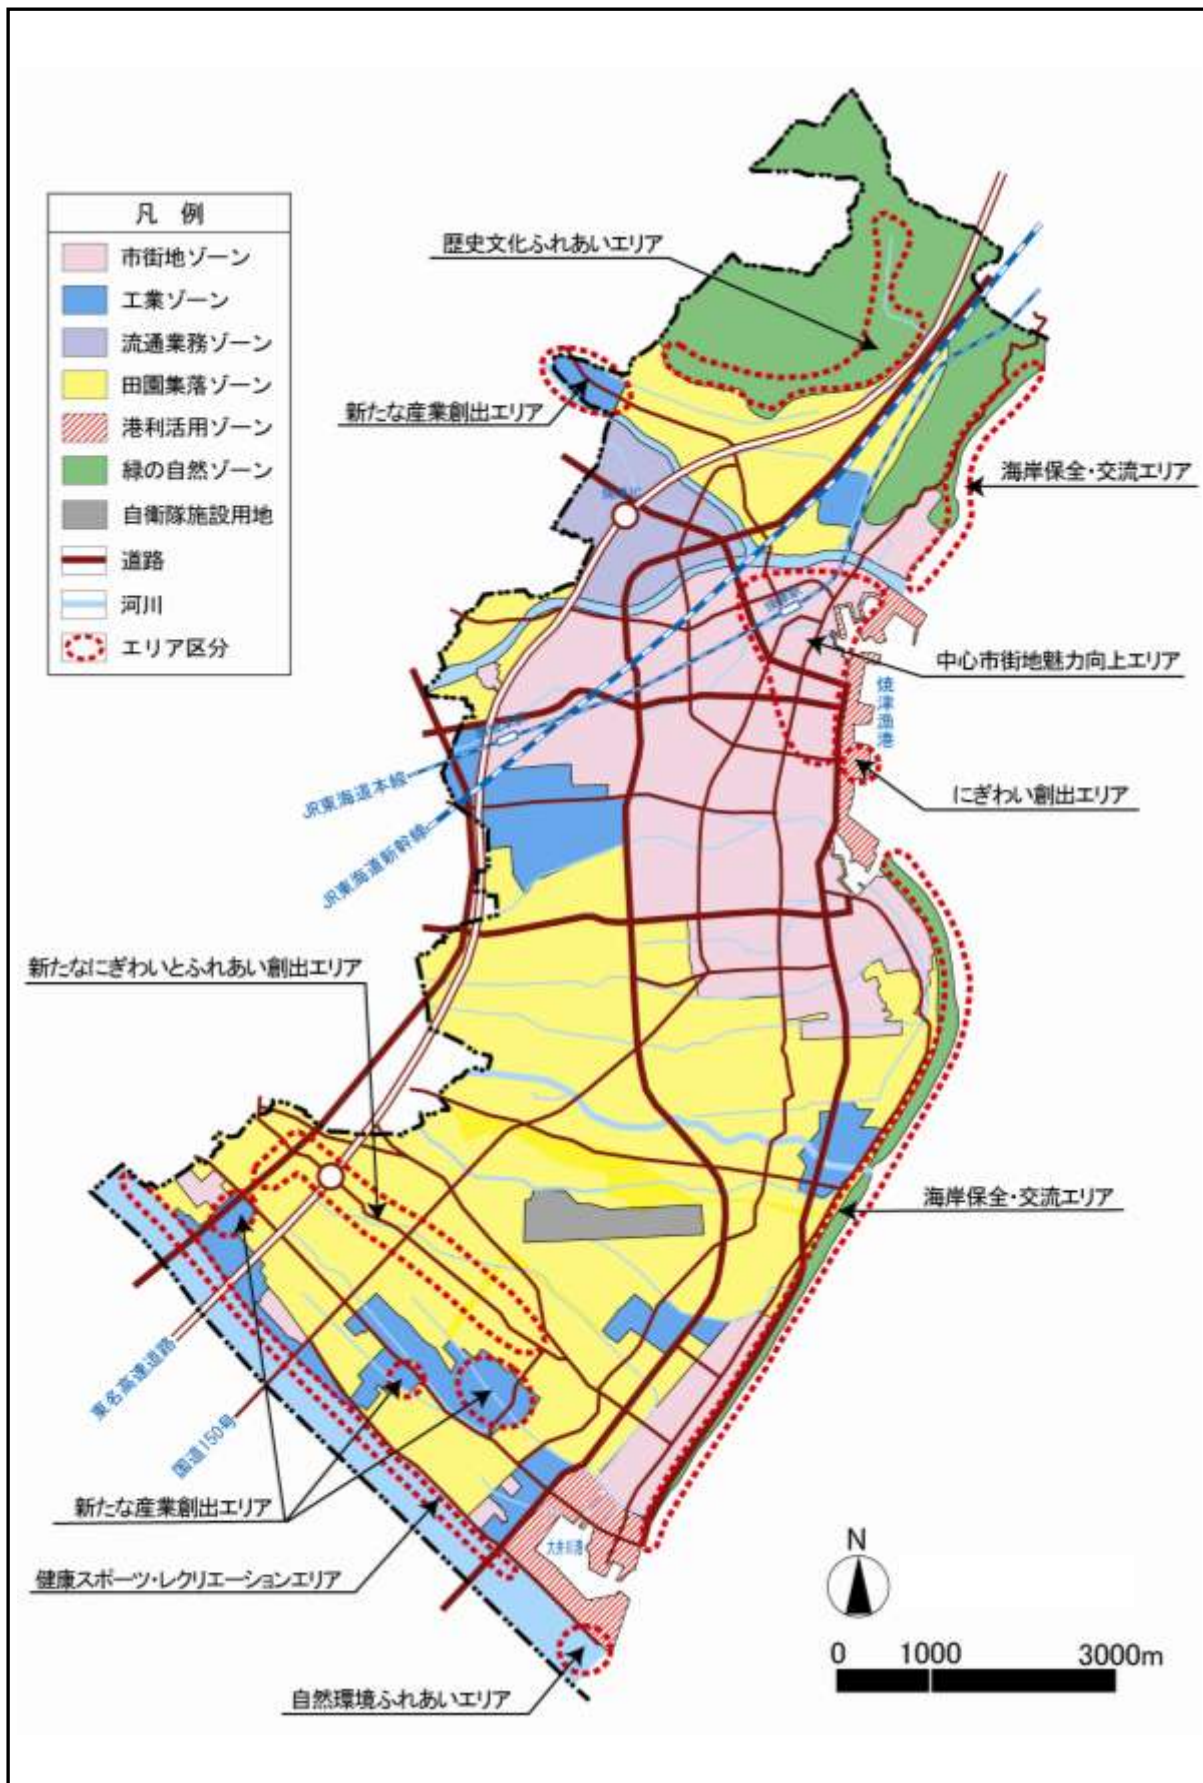 凡 例
市街地ゾーン
工業ゾーン
流通業務ゾーン
田園集落ゾーン
港利活用ゾーン
緑の自然ゾーン
自衛隊施設用地
道路
河川
エリア区分
歴史文化ふれあいエリア
新たな産業創出エリア
海岸保全・交流エリア
中心市街地魅力向上エリア
焼津漁港
にぎわい創出エリア
JR東海道本線
JR東海道新幹線
新たなにぎわいとふれあい創出エリア
海岸保全・交流エリア
東名高速道路
国道150号
新たな産業創出エリア
健康スポーツ・レクリエーションエリア
大井川港
自然環境ふれあいエリア
N
0 1000 3000m